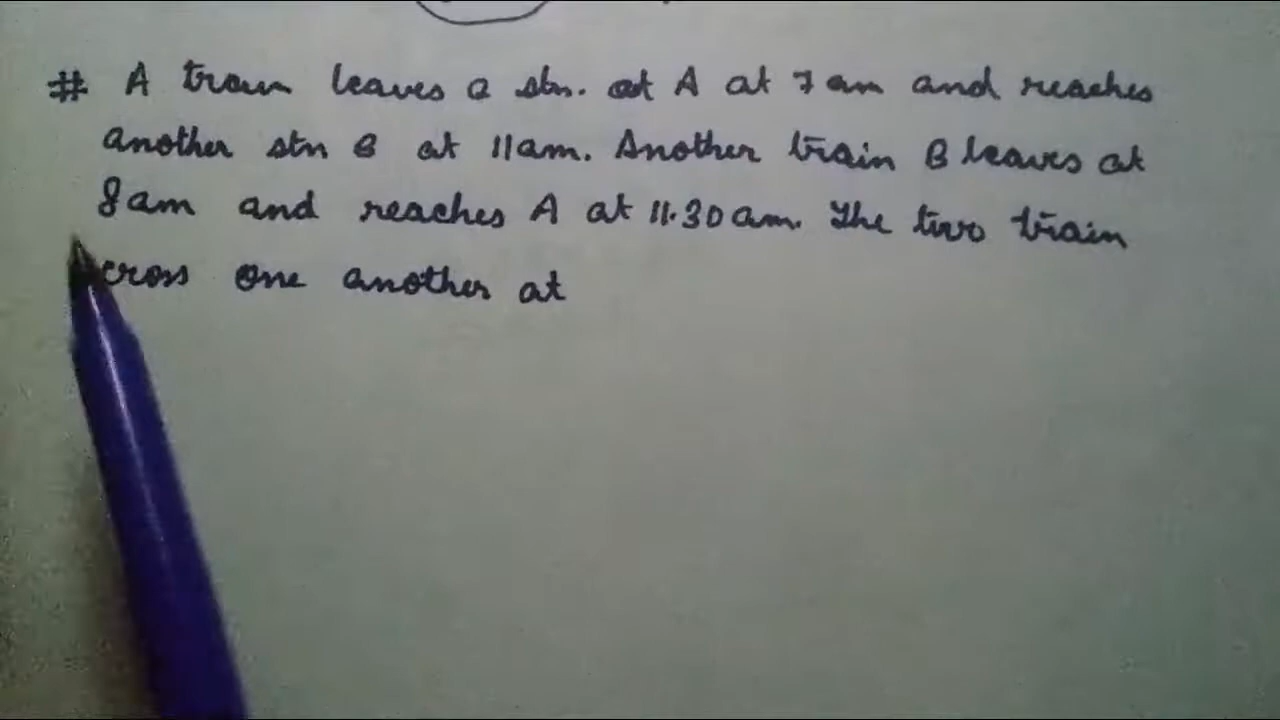 # A train leaves a stn. at A at 7 am and reaches
another stn B at 11am. Another train B leaves at
8am and reaches A at 11.30am. The two train
cross one another at